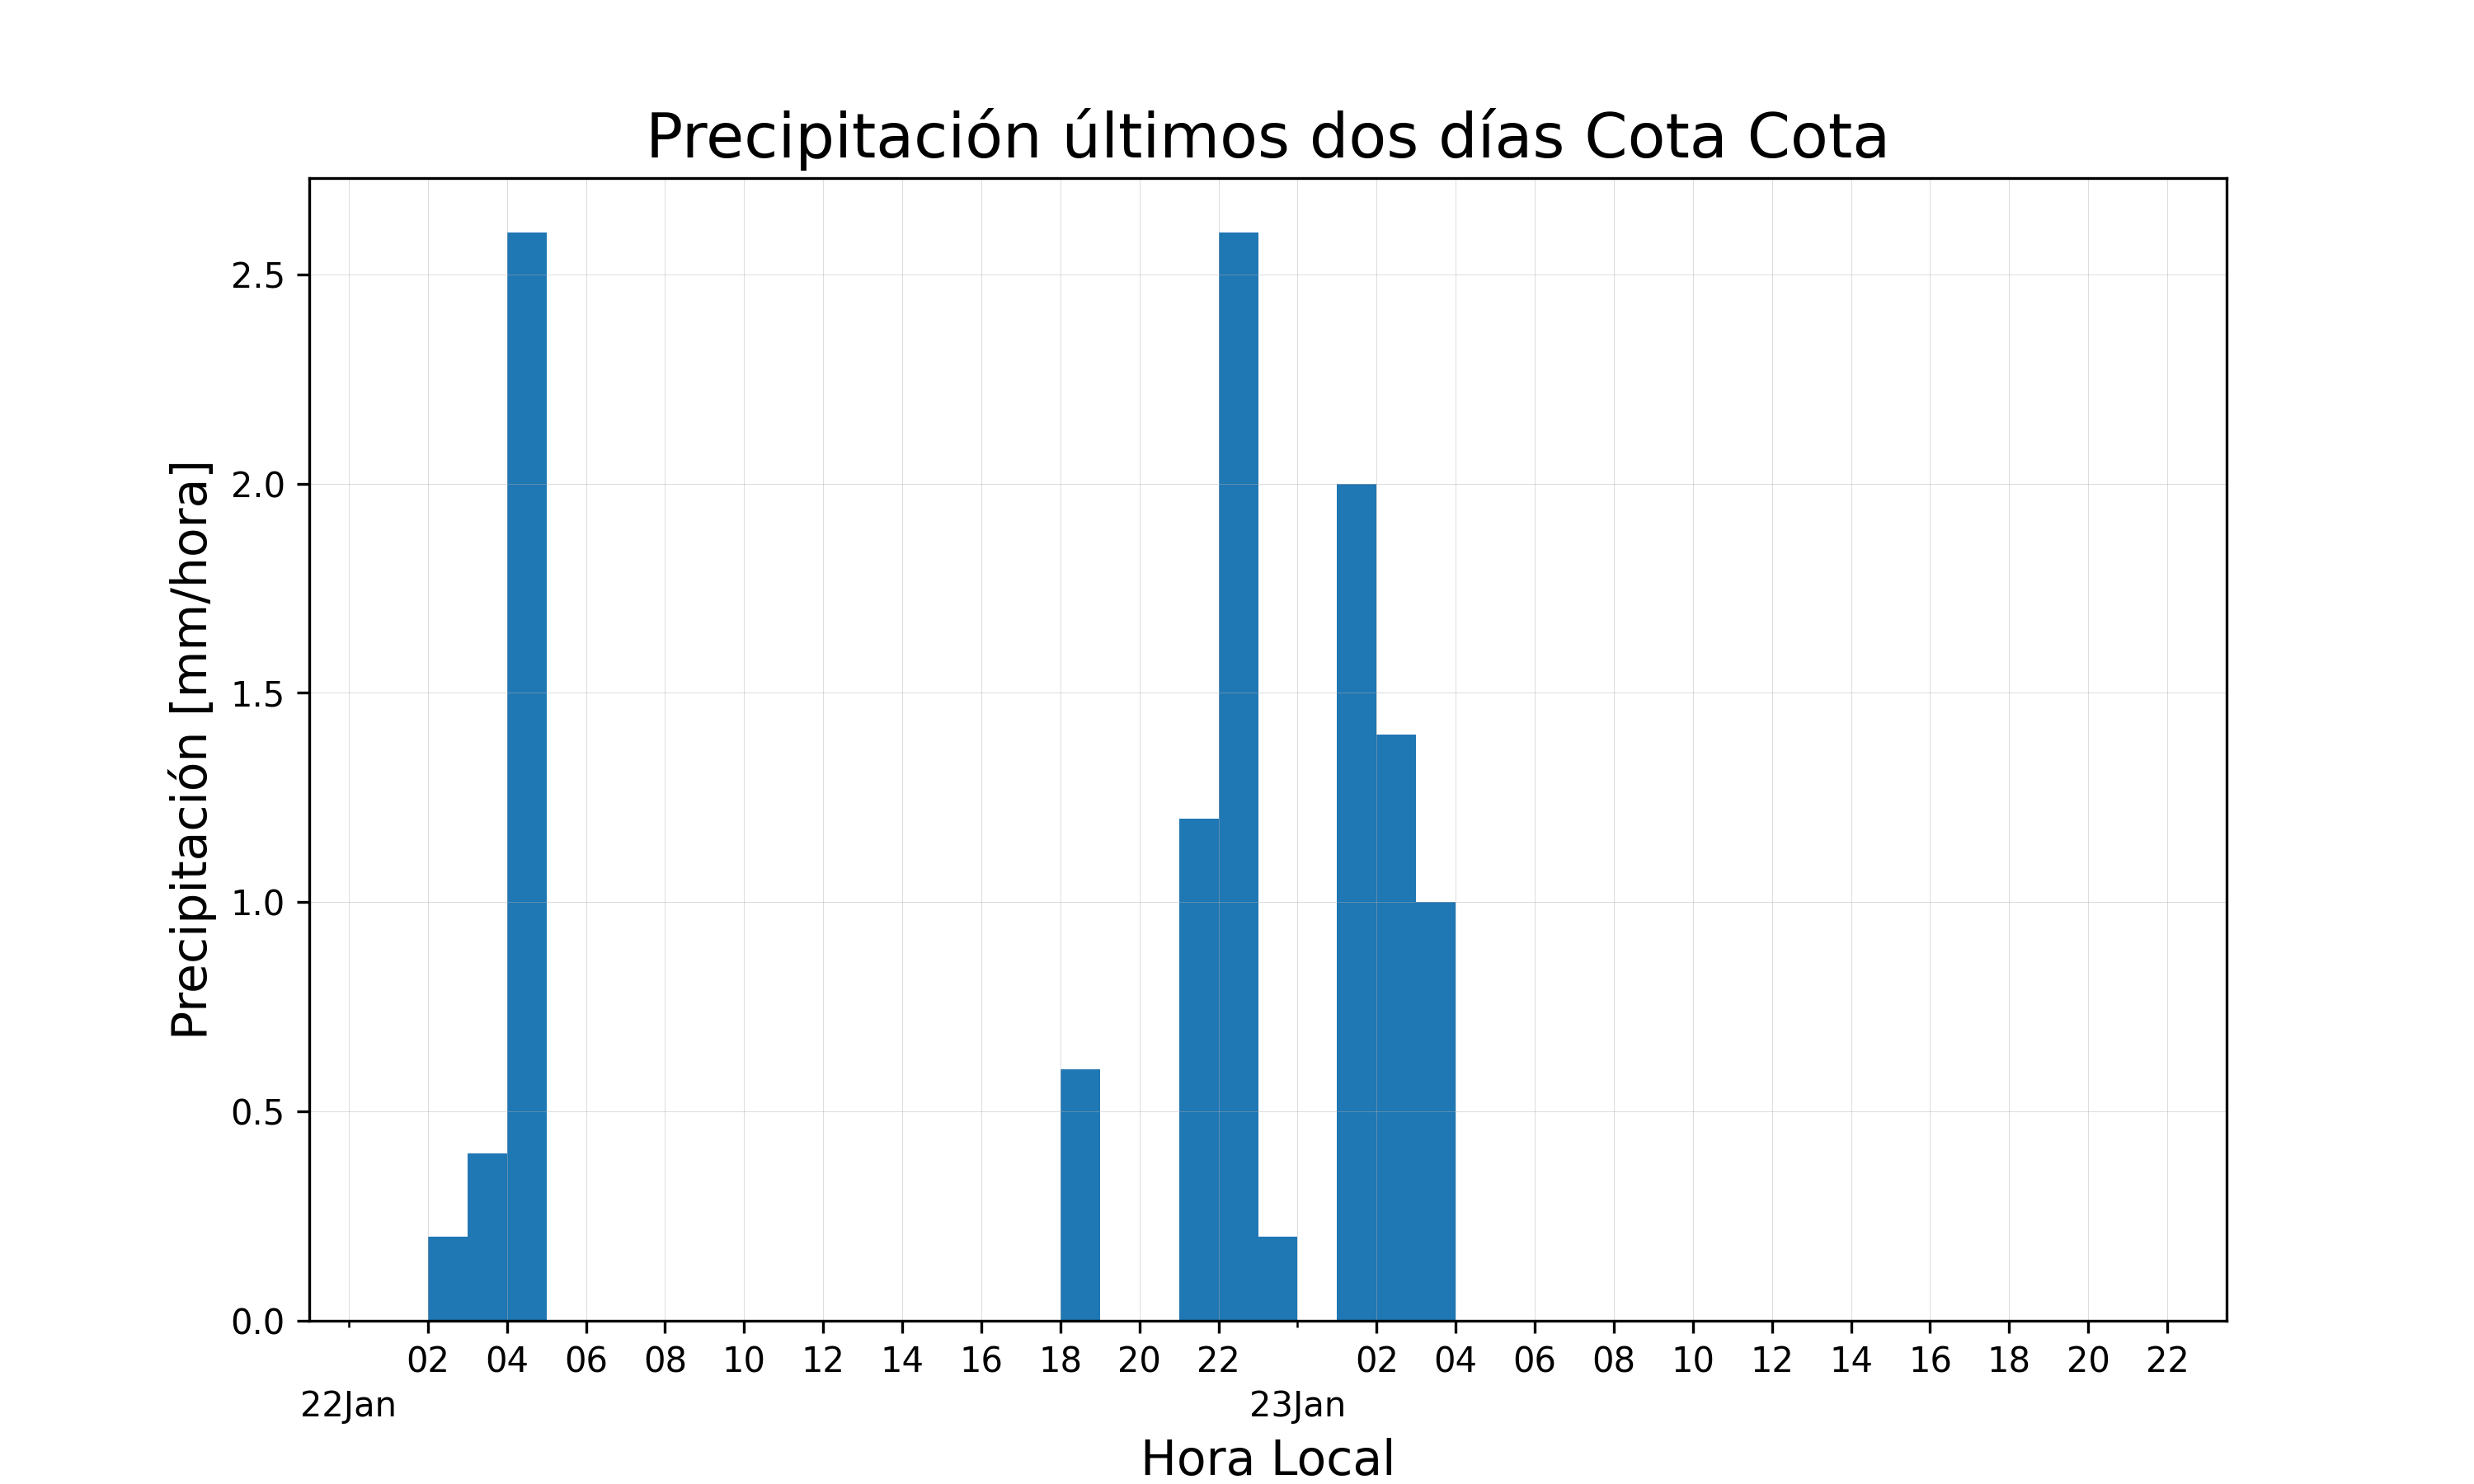 Precipitación últimos dos días Cota Cota
Precipitación [mm/hora]
2.5
2.0
1.5
1.0
0.5
0.0
02 04 06 08 10 12 14 16 18 20 22 02 04 06 08 10 12 14 16 18 20 22
22Jan 23Jan
Hora Local